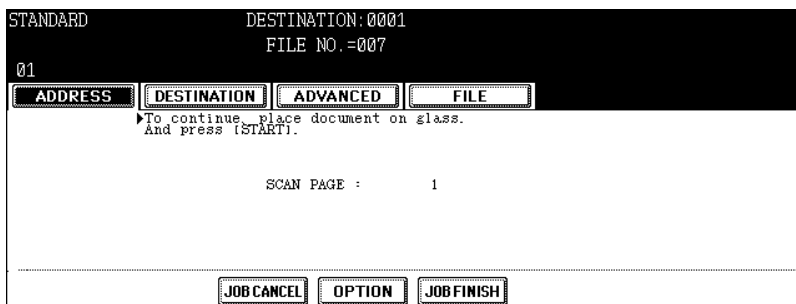 STANDARD DESTINATION:0001
FILE NO.=007
01
ADDRESS DESTINATION ADVANCED FILE
▶To continue, place document on glass.
And press [START].
SCAN PAGE : 1
JOB CANCEL OPTION JOB FINISH